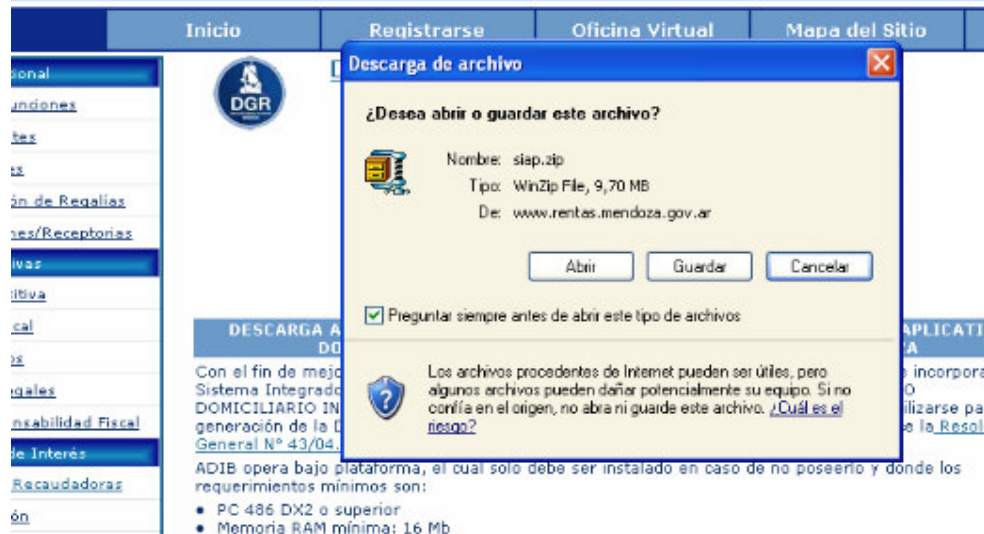 Inicio
Registrarse
Oficina Virtual
Mapa del Sitio
DGR
Descarga de archivo
¿Desea abrir o guardar este archivo?
Nombre: siap.zip
Tipo: WinZip File, 9,70 MB
De: www.rentas.mendoza.gov.ar
Abrir
Guardar
Cancelar
Preguntar siempre antes de abrir este tipo de archivos
Los archivos procedentes de Internet pueden ser útiles, pero
algunos archivos pueden dañar potencialmente su equipo. Si no
confía en el origen, no abra ni guarde este archivo. ¿Cuál es el
riesgo?
ón de Regalias
nes/Receptorias
ivas
itiva
cal
egales
nsabilidad Fiscal
de Interés
Recaudadoras
ón
DESCARGA A
DO
Con el fin de mejo
Sistema Integrado
DOMICILIARIO IN
generación de la D
General Nº 43/04.
APLICATI
incorpora
ilizarse pa
e la Resol
ADIB opera bajo plataforma, el cual solo debe ser instalado en caso de no poseerlo y donde los
requerimientos mínimos son:
• PC 486 DX2 o superior
• Memoria RAM mínima: 16 Mb